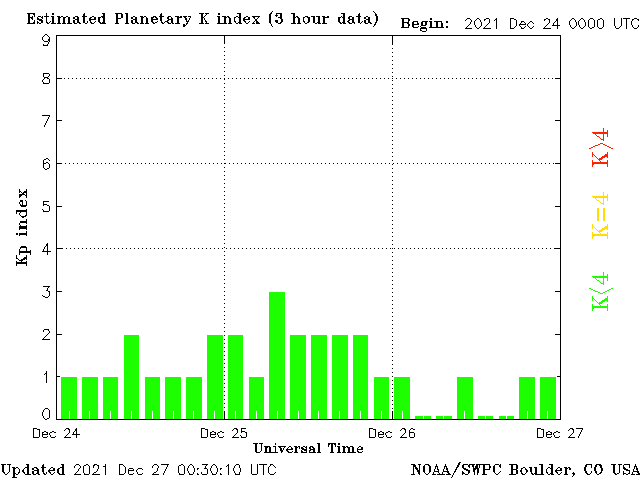 Estimated Planetary K index (3 hour data) Begin: 2021 Dec 24 0000 UTC
9
8
7
6
5
4
3
2
1
0
Kp index
Dec 24 Dec 25 Dec 26 Dec 27
Universal Time
K>4
K=4
K<4
Updated 2021 Dec 27 00:30:10 UTC NOAA/SWPC Boulder, CO USA